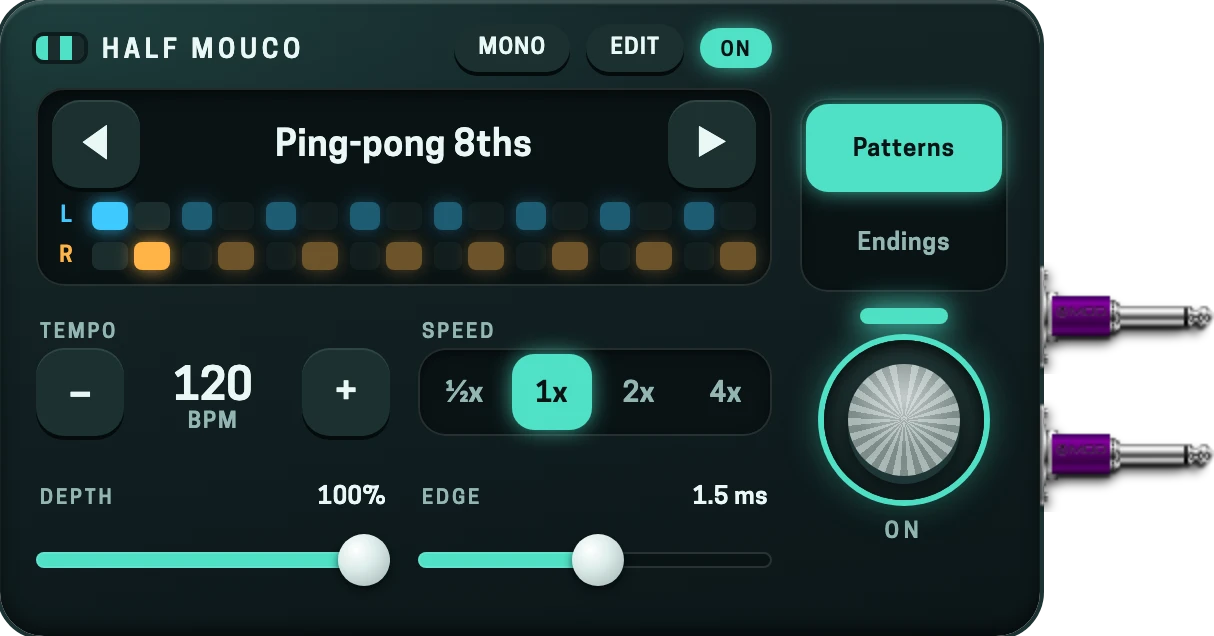 HALF MOUCO
MONO
EDIT
ON
Ping-pong 8ths
L
R
Patterns
Endings
TEMPO
−
120
BPM
+
SPEED
½x
1x
2x
4x
DEPTH
100%
EDGE
1.5 ms
ON